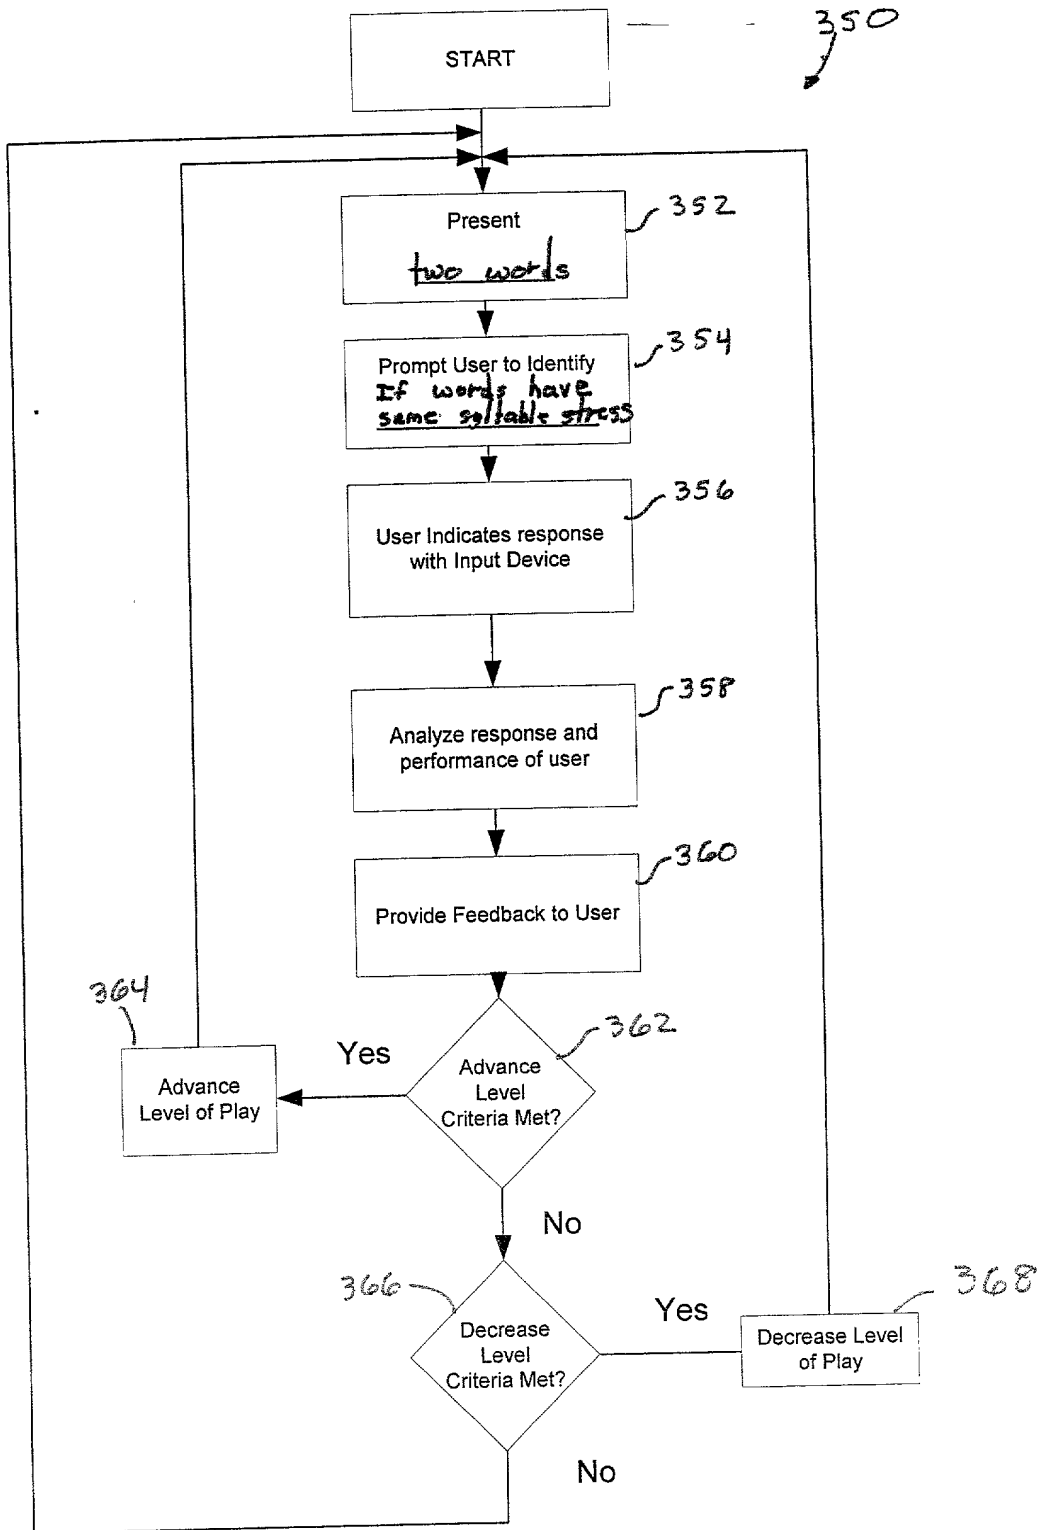 350
START
352
Present
two words
354
Prompt User to Identify
If words have
same syllable stress
356
User Indicates response
with Input Device
358
Analyze response and
performance of user
360
Provide Feedback to User
364
362
Yes
Advance
Level of Play
Advance
Level
Criteria Met?
No
366
368
Yes
Decrease
Level
Criteria Met?
Decrease Level
of Play
No